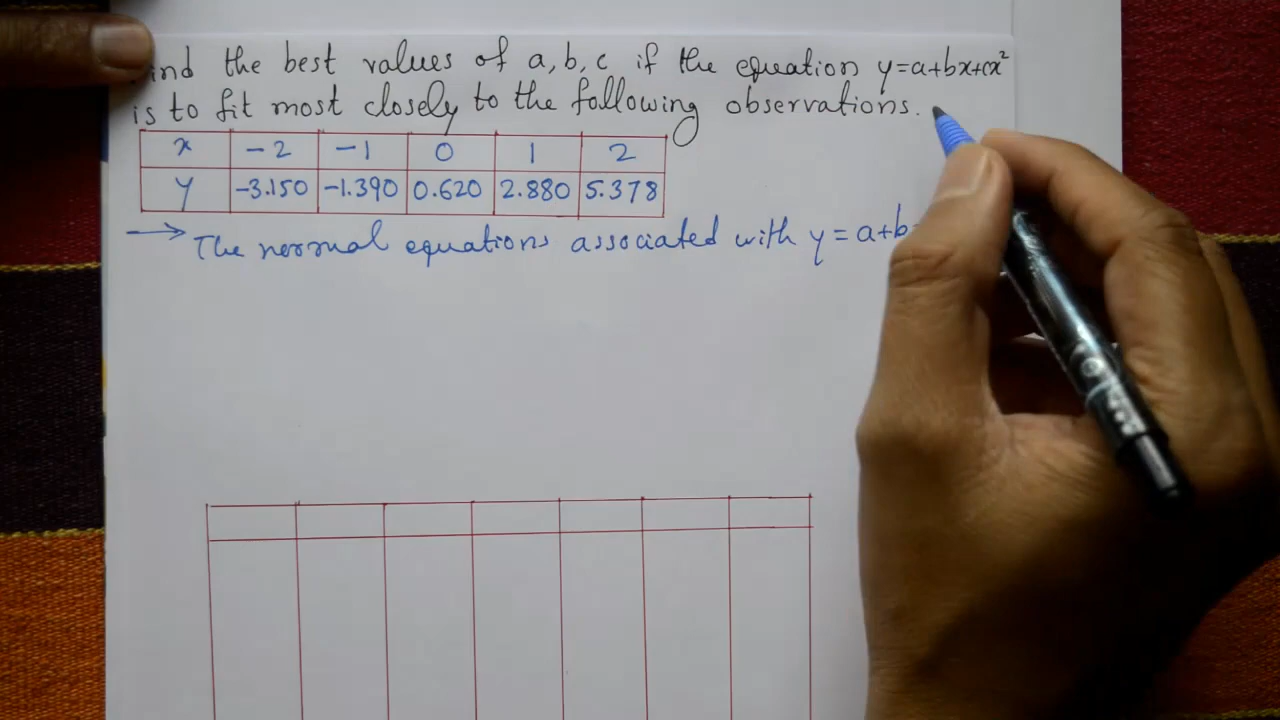 ind the best values of a, b, c if the equation y=a+bx+cx²
is to fit most closely to the following observations.
x -2 -1 0 1 2
y -3.150 -1.390 0.620 2.880 5.378
→ The normal equations associated with y = a+b